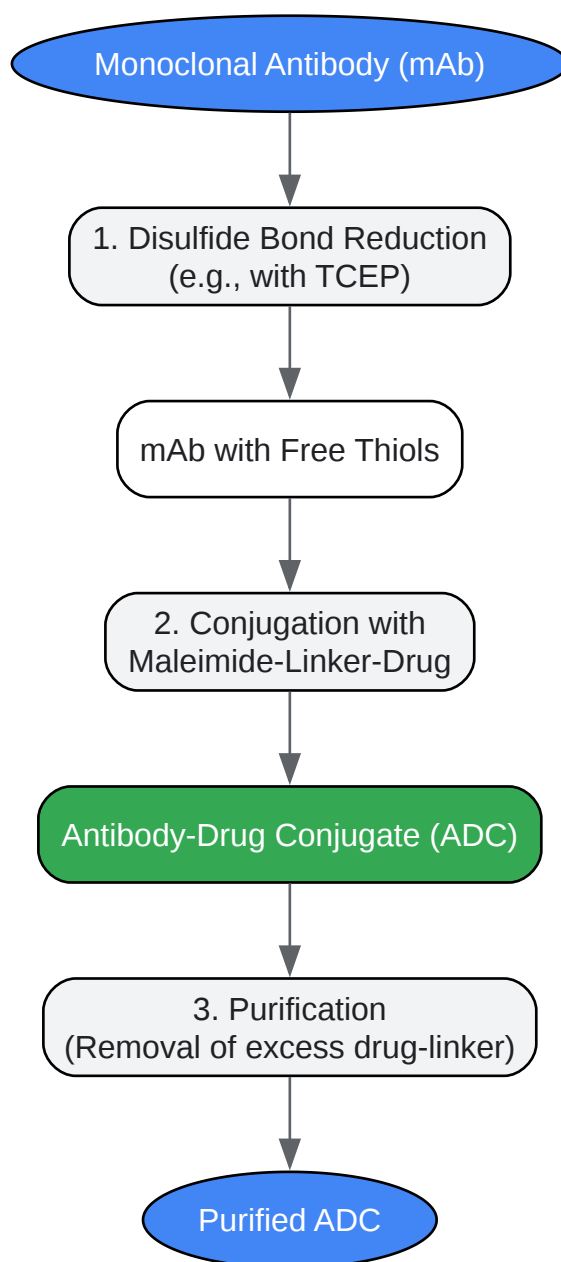 Monoclonal Antibody (mAb)
1. Disulfide Bond Reduction
(e.g., with TCEP)
mAb with Free Thiols
2. Conjugation with
Maleimide-Linker-Drug
Antibody-Drug Conjugate (ADC)
3. Purification
(Removal of excess drug-linker)
Purified ADC